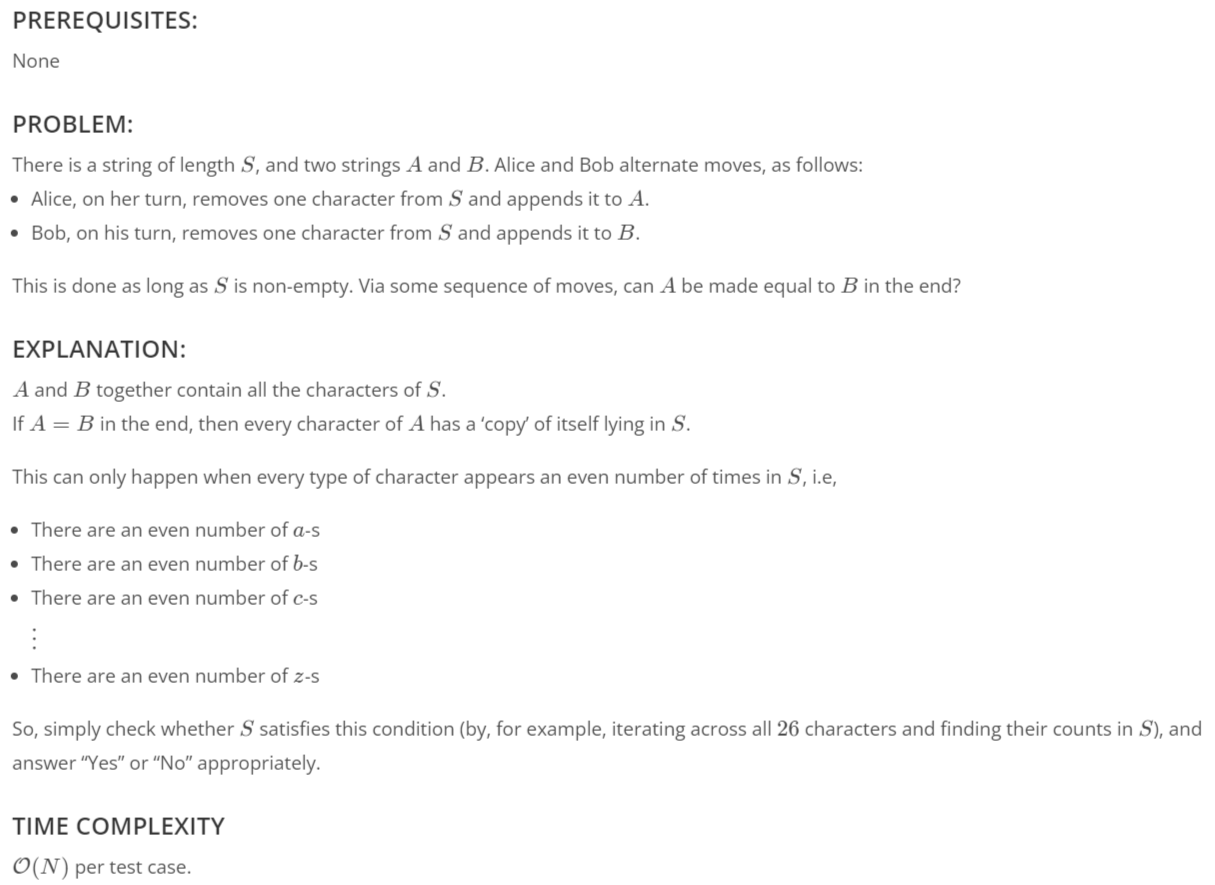 PREREQUISITES:
None
PROBLEM:
There is a string of length S, and two strings A and B. Alice and Bob alternate moves, as follows:
• Alice, on her turn, removes one character from S and appends it to A.
• Bob, on his turn, removes one character from S and appends it to B.
This is done as long as S is non-empty. Via some sequence of moves, can A be made equal to B in the end?
EXPLANATION:
A and B together contain all the characters of S.
If A = B in the end, then every character of A has a ‘copy’ of itself lying in S.
This can only happen when every type of character appears an even number of times in S, i.e,
• There are an even number of a-s
• There are an even number of b-s
• There are an even number of c-s
⋮
• There are an even number of z-s
So, simply check whether S satisfies this condition (by, for example, iterating across all 26 characters and finding their counts in S), and
answer “Yes” or “No” appropriately.
TIME COMPLEXITY
O(N) per test case.